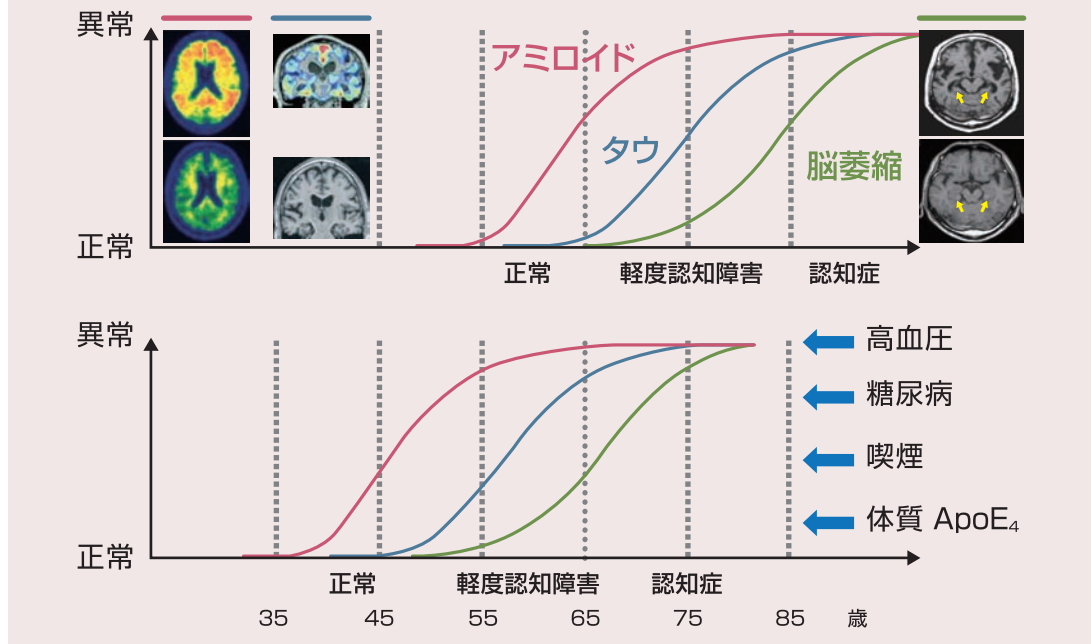 異常
アミロイド
タウ
脳萎縮
正常
正常 軽度認知障害 認知症
異常
高血圧
糖尿病
喫煙
体質 ApoE₄
正常
正常 軽度認知障害 認知症
35 45 55 65 75 85 歳